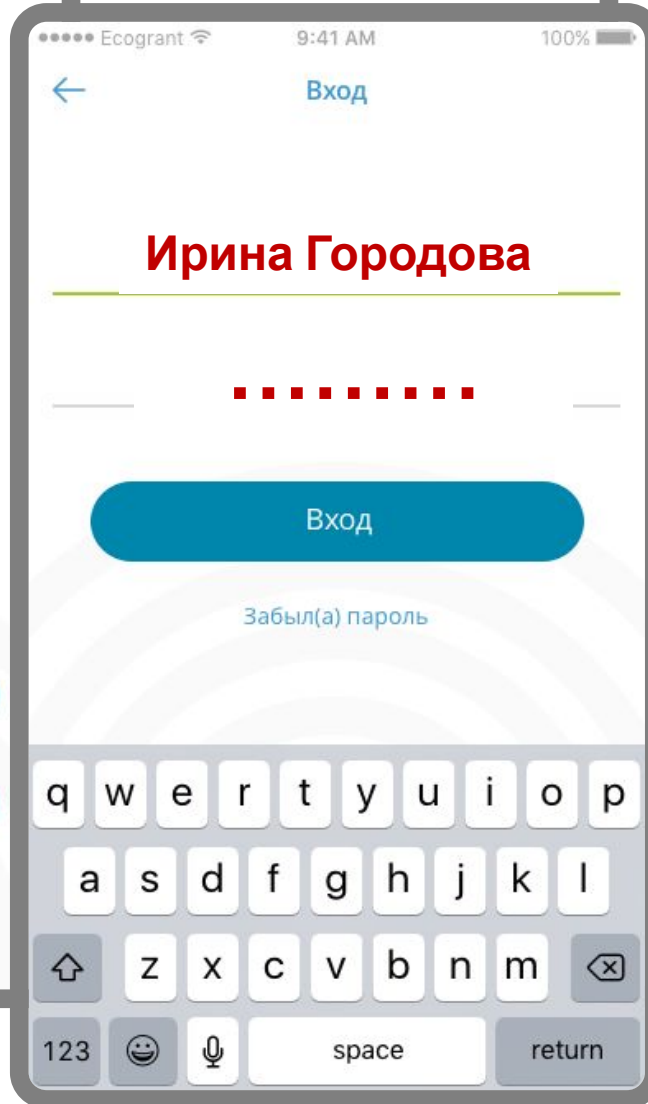 Ecogrant 9:41 AM 100%
Вход
Ирина Городова
Вход
Забыл(а) пароль
q w e r t y u i o p
a s d f g h j k l
z x c v b n m
123 space return